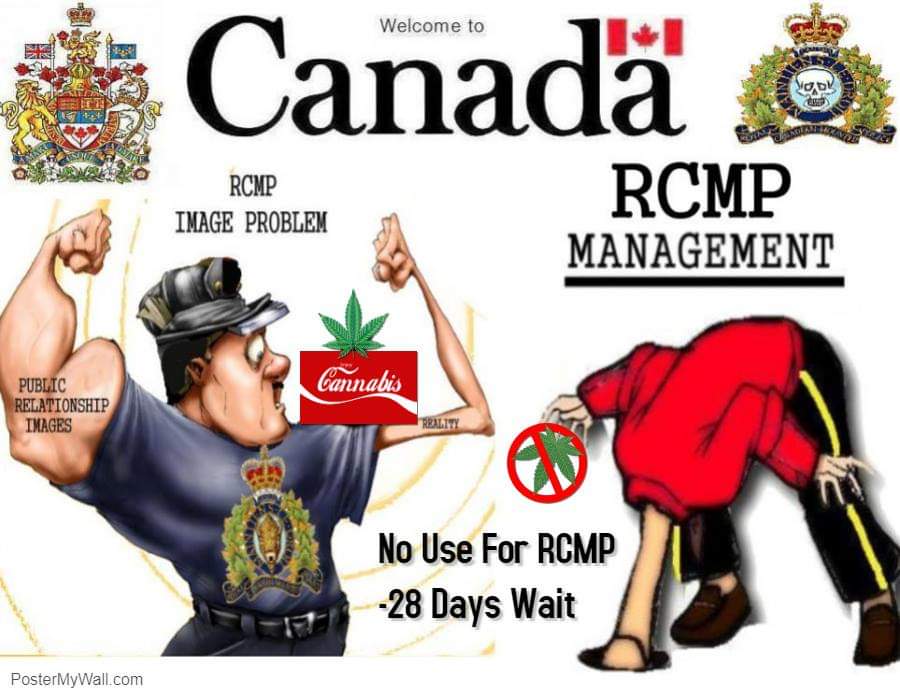 Welcome to
Canada
RCMP
IMAGE PROBLEM
RCMP
MANAGEMENT
PUBLIC
RELATIONSHIP
IMAGES
Cannabis
REALITY
No Use For RCMP
-28 Days Wait
PosterMyWall.com